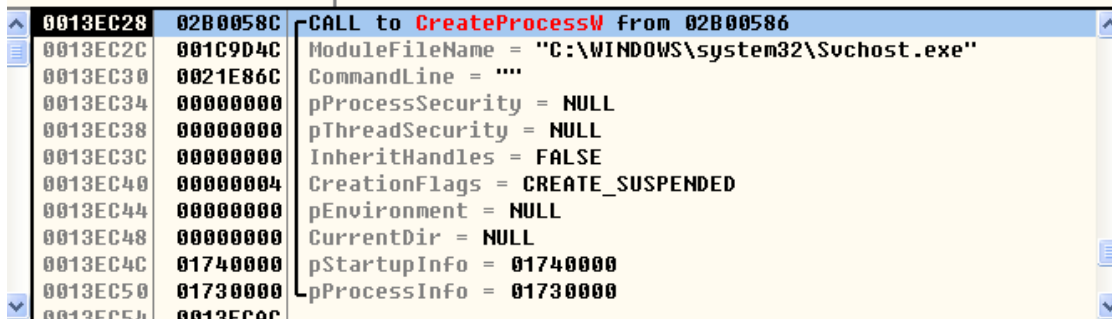 0013EC28 02B0058C CALL to CreateProcessW from 02B00586
0013EC2C 001C9D4C ModuleFileName = "C:\WINDOWS\system32\Svchost.exe"
0013EC30 0021E86C CommandLine = ""
0013EC34 00000000 pProcessSecurity = NULL
0013EC38 00000000 pThreadSecurity = NULL
0013EC3C 00000000 InheritHandles = FALSE
0013EC40 00000004 CreationFlags = CREATE_SUSPENDED
0013EC44 00000000 pEnvironment = NULL
0013EC48 00000000 CurrentDir = NULL
0013EC4C 01740000 pStartupInfo = 01740000
0013EC50 01730000 pProcessInfo = 01730000
0013EC54 0013ECAC